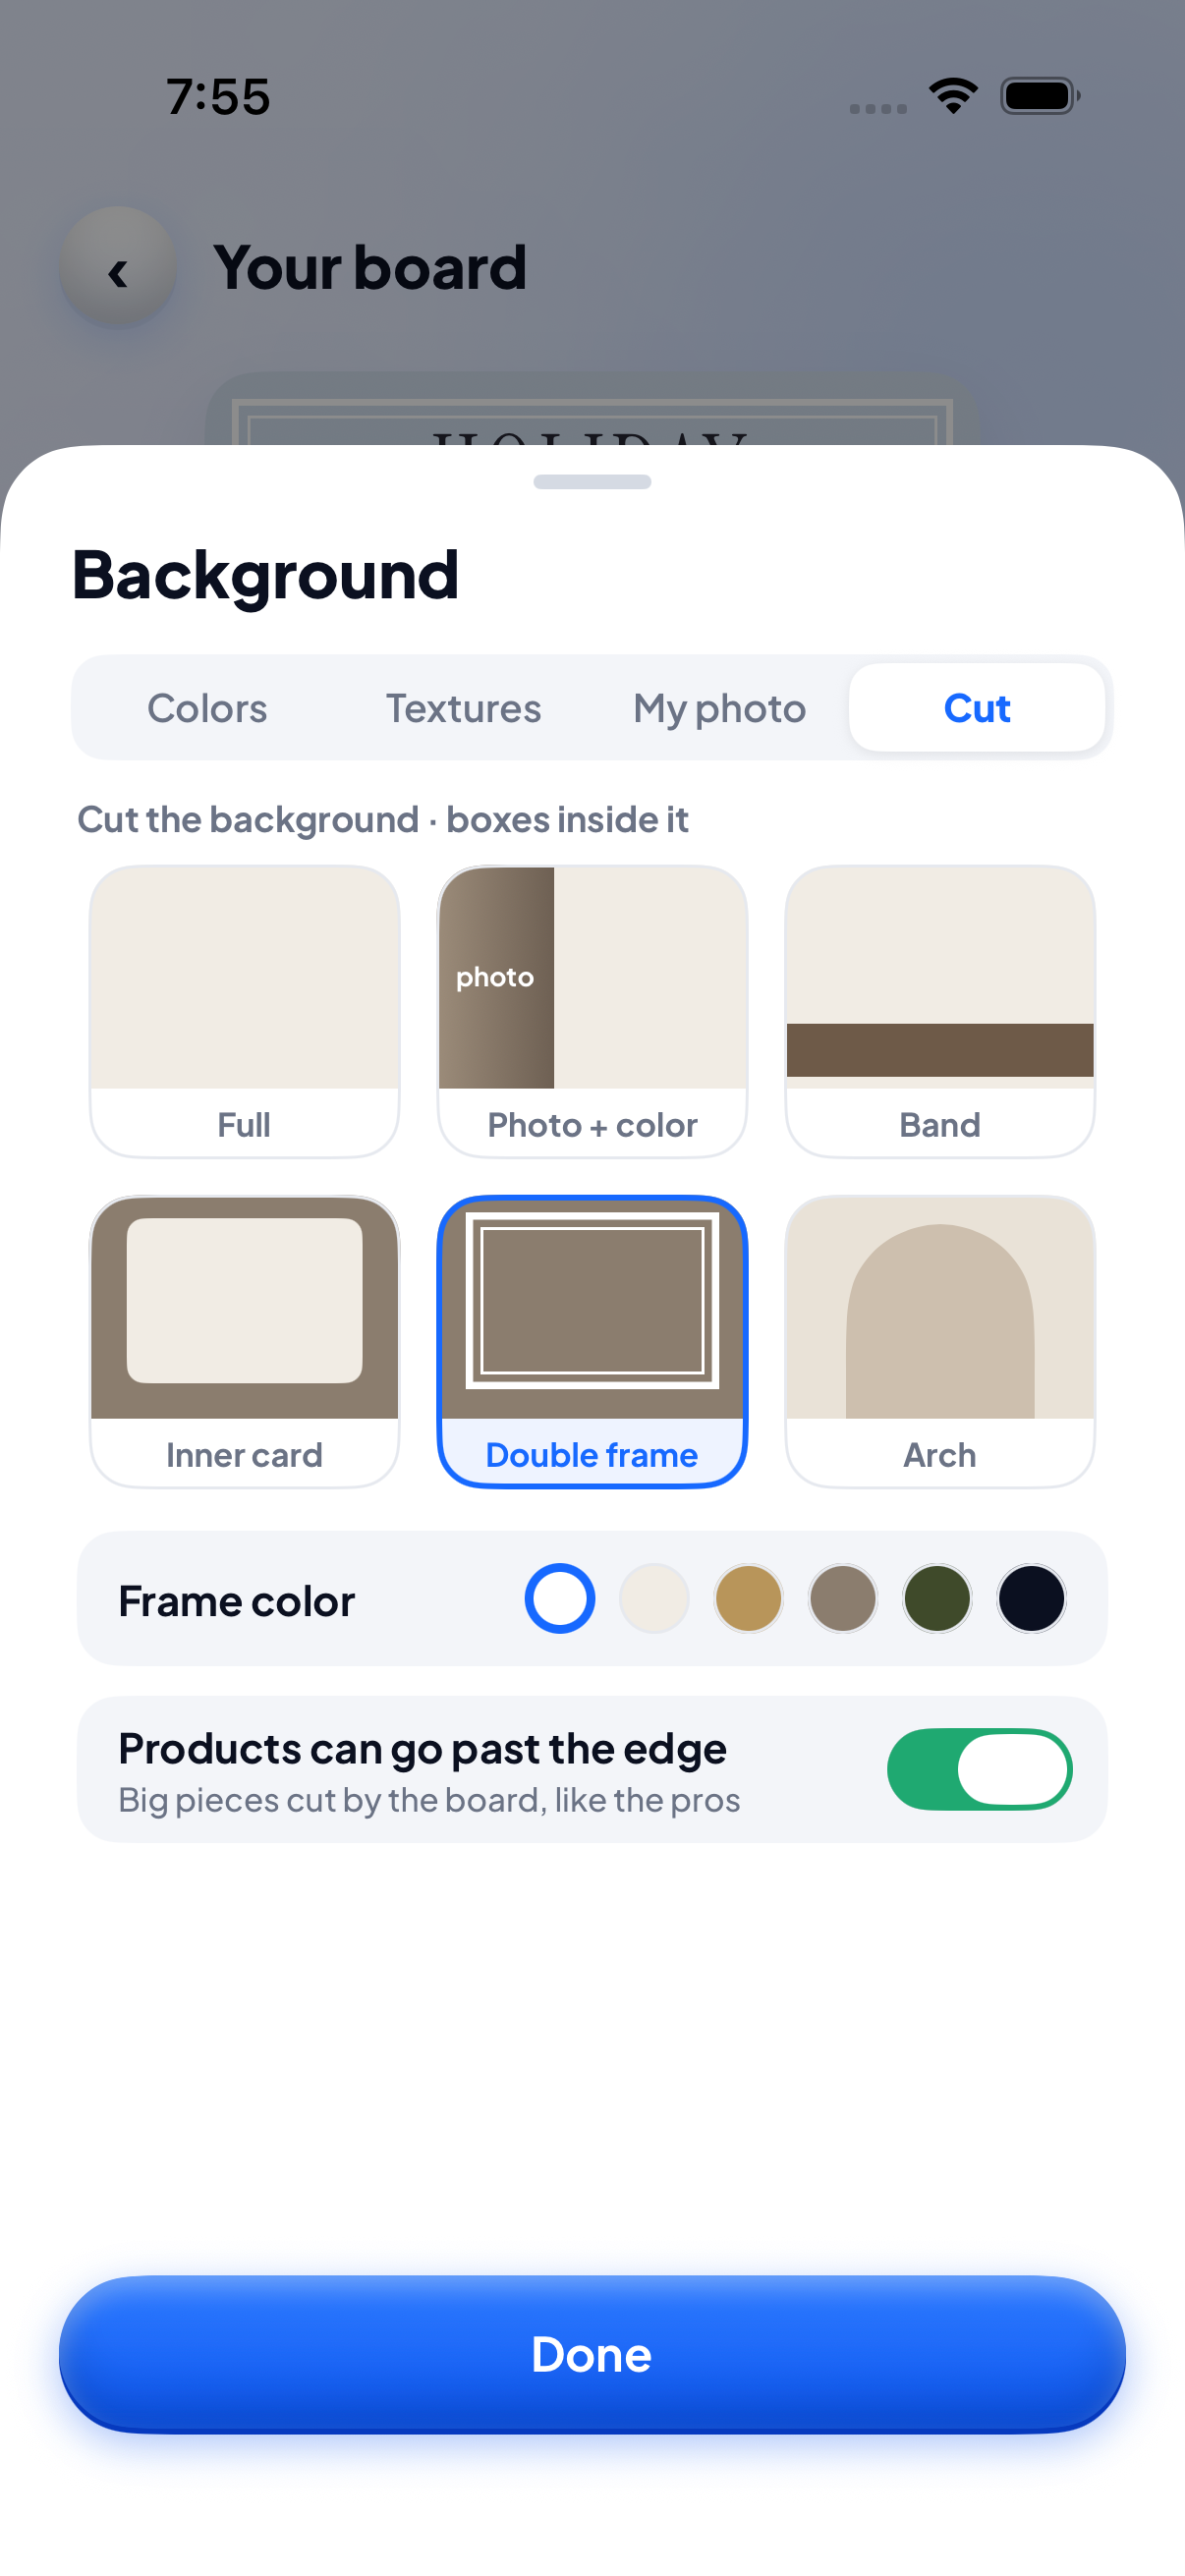 7:55
‹ Your board
HOLIDAY
Background
Colors Textures My photo Cut
Cut the background · boxes inside it
photo
Full Photo + color Band
Inner card Double frame Arch
Frame color
Products can go past the edge
Big pieces cut by the board, like the pros
Done